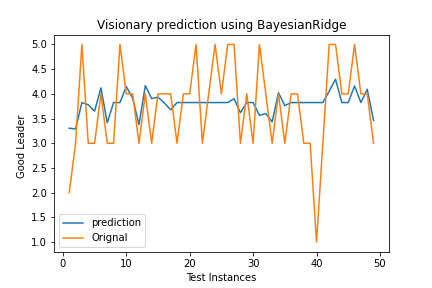 Visionary prediction using BayesianRidge
Good Leader
5.0
4.5
4.0
3.5
3.0
2.5
2.0
1.5
1.0
prediction
Orignal
0 10 20 30 40 50
Test Instances